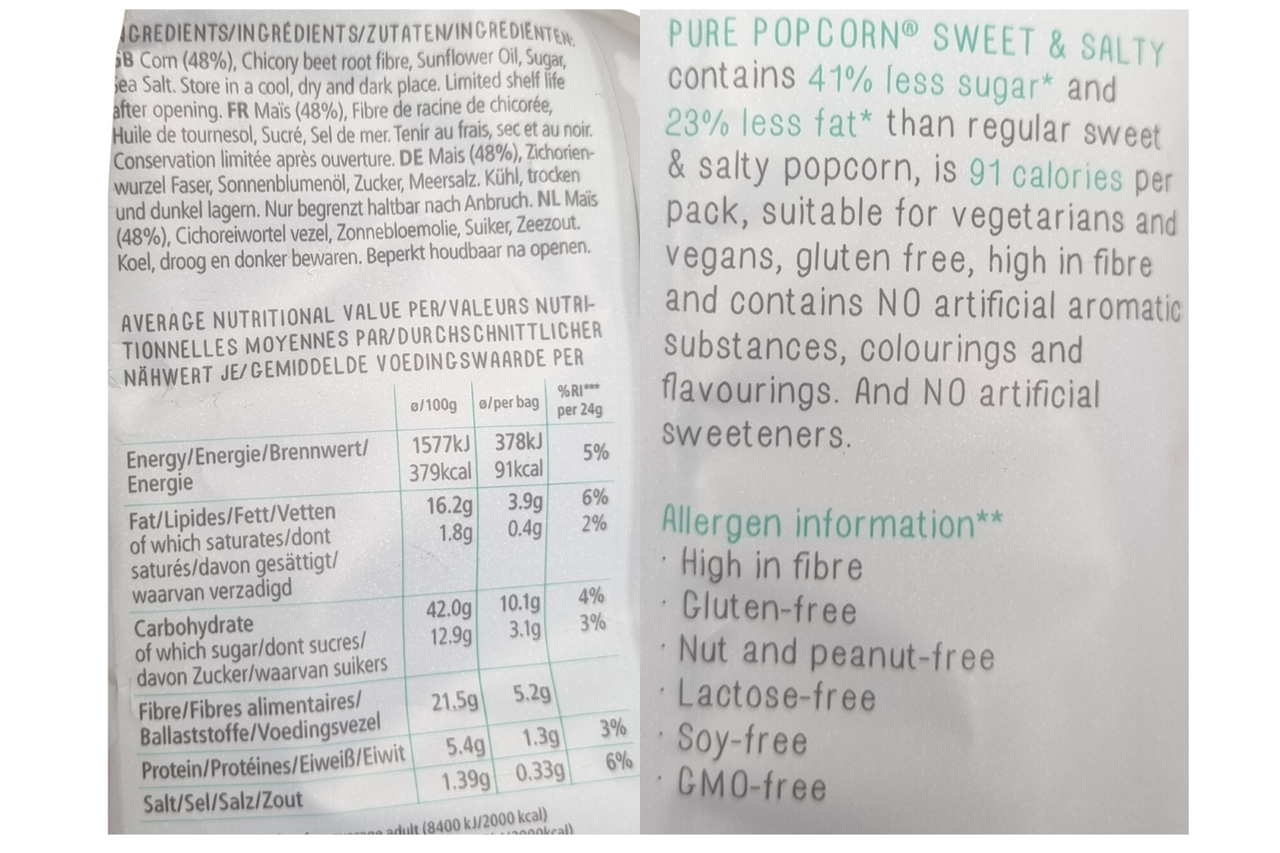 INGREDIENTS/INGRÉDIENTS/ZUTATEN/INGREDIËNTEN:
GB Corn (48%), Chicory beet root fibre, Sunflower Oil, Sugar,
Sea Salt. Store in a cool, dry and dark place. Limited shelf life
after opening. FR Maïs (48%), Fibre de racine de chicorée,
Huile de tournesol, Sucré, Sel de mer. Tenir au frais, sec et au noir.
Conservation limitée après ouverture. DE Mais (48%), Zichorien-
wurzel Faser, Sonnenblumenöl, Zucker, Meersalz. Kühl, trocken
und dunkel lagern. Nur begrenzt haltbar nach Anbruch. NL Maïs
(48%), Cichoreiwortel vezel, Zonnebloemolie, Suiker, Zeezout.
Koel, droog en donker bewaren. Beperkt houdbaar na openen.
AVERAGE NUTRITIONAL VALUE PER/VALEURS NUTRI-
TIONNELLES MOYENNES PAR/DURCHSCHNITTLICHER
NÄHWERT JE/GEMIDDELDE VOEDINGSWAARDE PER
ø/100g ø/per bag %RI*** per 24g
Energy/Energie/Brennwert/ 1577kJ 378kJ 5%
Energie 379kcal 91kcal
Fat/Lipides/Fett/Vetten 16.2g 3.9g 6%
of which saturates/dont 1.8g 0.4g 2%
saturés/davon gesättigt/
waarvan verzadigd
Carbohydrate 42.0g 10.1g 4%
of which sugar/dont sucres/ 12.9g 3.1g 3%
davon Zucker/waarvan suikers
Fibre/Fibres alimentaires/ 21.5g 5.2g
Ballaststoffe/Voedingsvezel
Protein/Protéines/Eiweiß/Eiwit 5.4g 1.3g 3%
Salt/Sel/Salz/Zout 1.39g 0.33g 6%
adult (8400 kJ/2000 kcal)
PURE POPCORN® SWEET & SALTY
contains 41% less sugar* and
23% less fat* than regular sweet
& salty popcorn, is 91 calories per
pack, suitable for vegetarians and
vegans, gluten free, high in fibre
and contains NO artificial aromatic
substances, colourings and
flavourings. And NO artificial
sweeteners.
Allergen information**
· High in fibre
· Gluten-free
· Nut and peanut-free
· Lactose-free
· Soy-free
· GMO-free